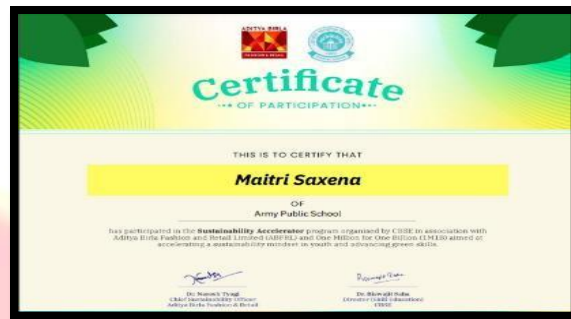 ADITYA BIRLA
Certificate
••• OF PARTICIPATION•••
THIS IS TO CERTIFY THAT
Maitri Saxena
OF
Army Public School
has participated in the Sustainability Accelerator program organised by CBSE in association with
Aditya Birla Fashion and Retail Limited (ABFRL) and One Million for One Billion (1M1B) aimed at
accelerating a sustainability mindset in youth and advancing green skills.
Dr. Naresh Tyagi
Chief Sustainability Officer
Aditya Birla Fashion & Retail
Dr. Biswajit Saha
Director (Skill Education)
CBSE